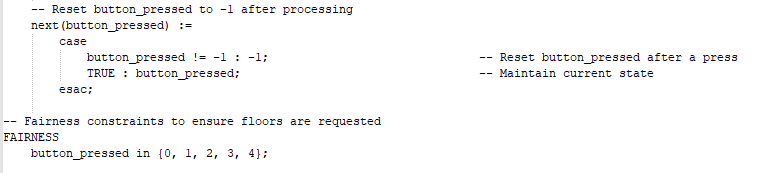 -- Reset button_pressed to -1 after processing
next(button_pressed) :=
case
button_pressed != -1 : -1; -- Reset button_pressed after a press
TRUE : button_pressed; -- Maintain current state
esac;
-- Fairness constraints to ensure floors are requested
FAIRNESS
button_pressed in {0, 1, 2, 3, 4};